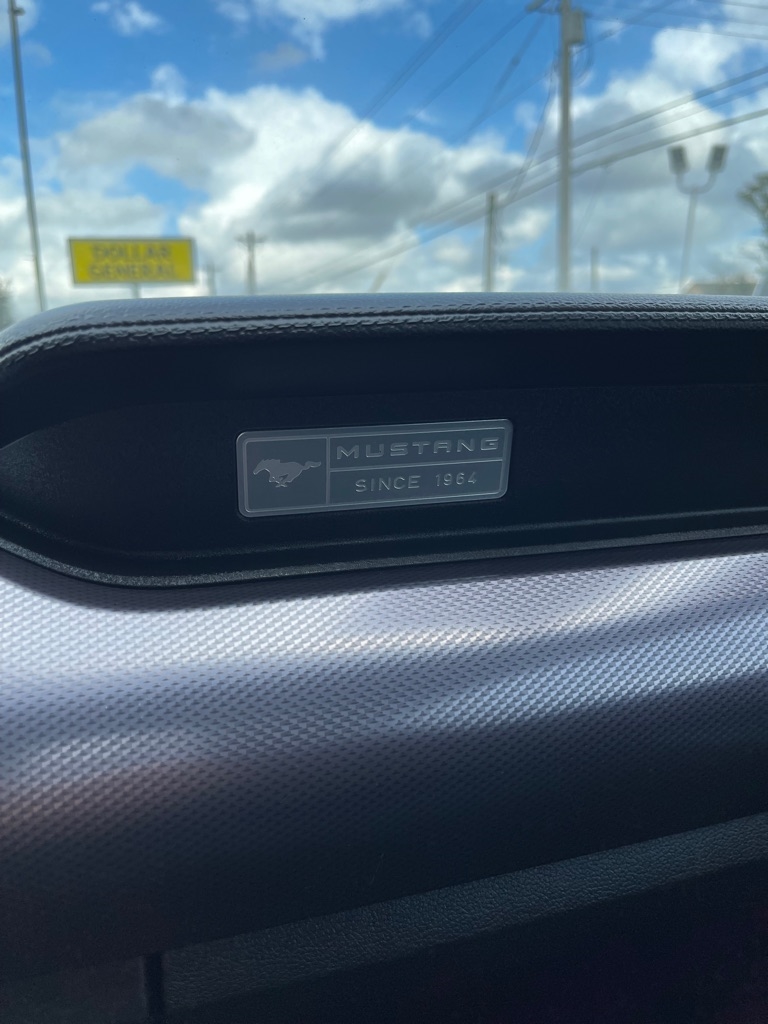 DOLLAR
GENERAL
MUSTANG
SINCE 1964